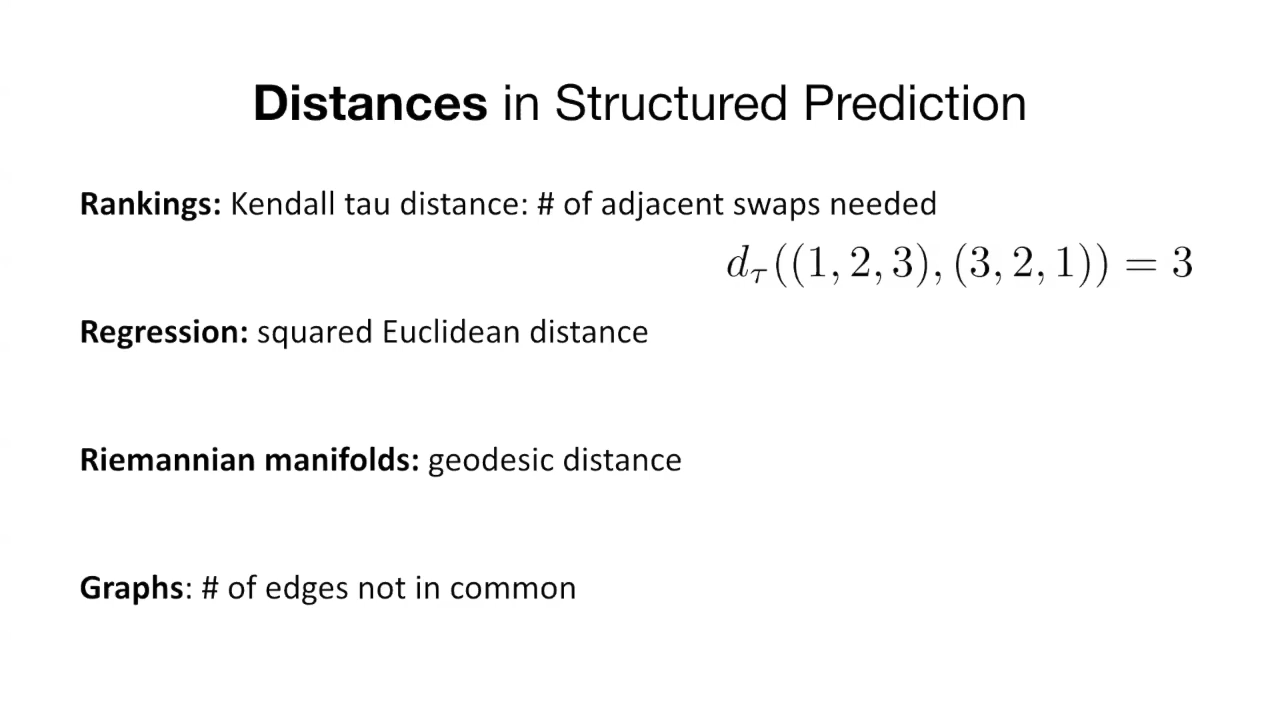 Distances in Structured Prediction
Rankings: Kendall tau distance: # of adjacent swaps needed
d_τ((1, 2, 3), (3, 2, 1)) = 3
Regression: squared Euclidean distance
Riemannian manifolds: geodesic distance
Graphs: # of edges not in common